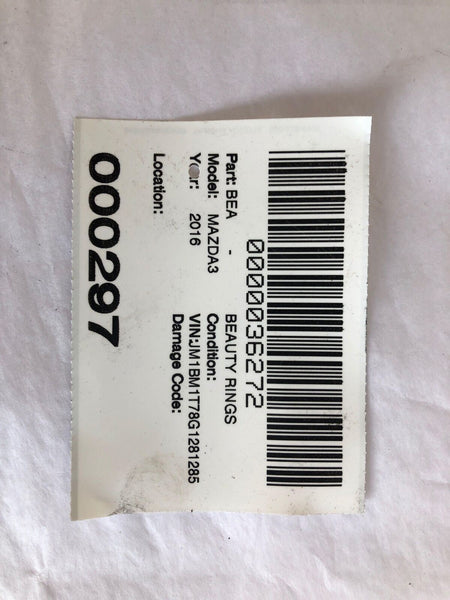 0000036272
Part: BEA - BEAUTY RINGS
Model: MAZDA3 Condition:
Year: 2016 VIN:JM1BM1T78G1281285
Damage Code:
Location:
000297